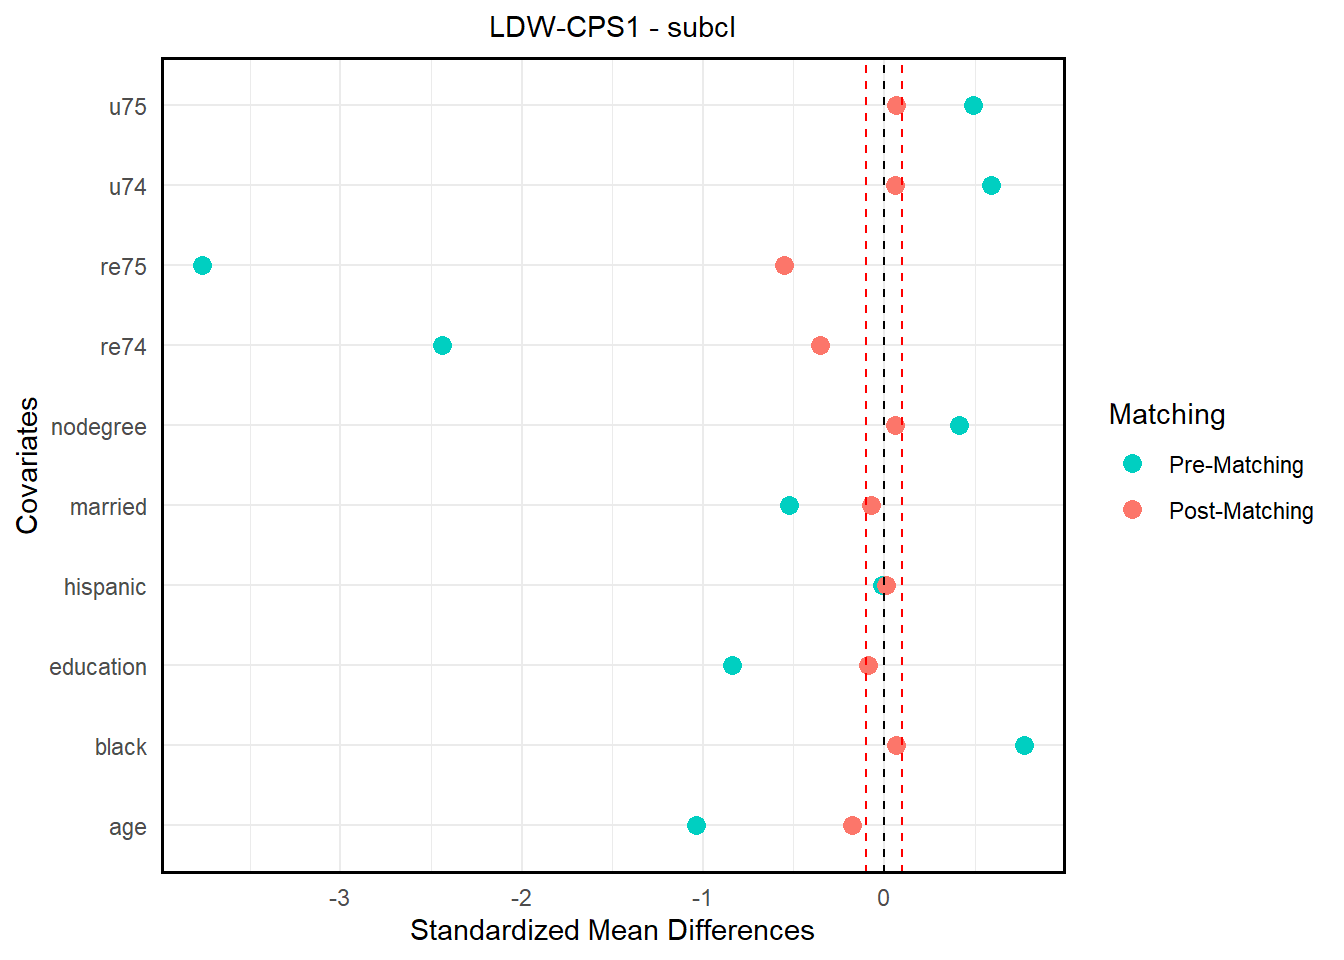 LDW-CPS1 - subcl
u75
u74
re75
re74
nodegree
married
hispanic
education
black
age
Covariates
-3
-2
-1
0
Standardized Mean Differences
Matching
Pre-Matching
Post-Matching